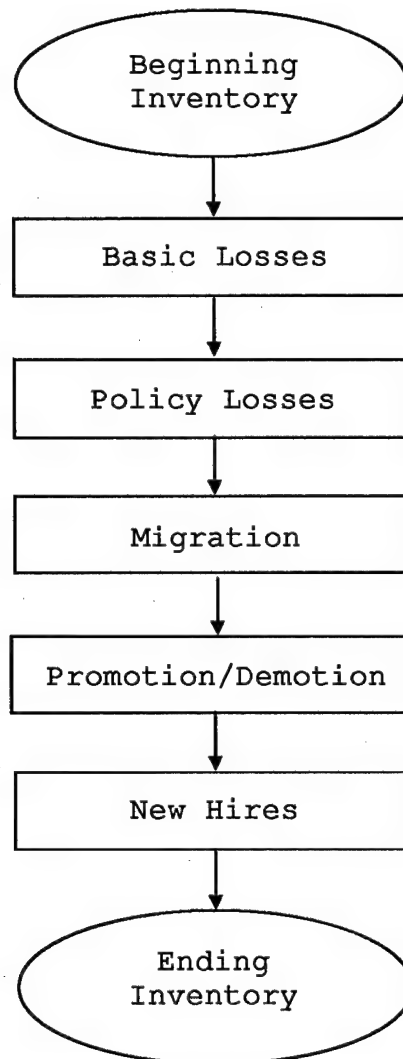 Beginning
Inventory
Basic Losses
Policy Losses
Migration
Promotion/Demotion
New Hires
Ending
Inventory